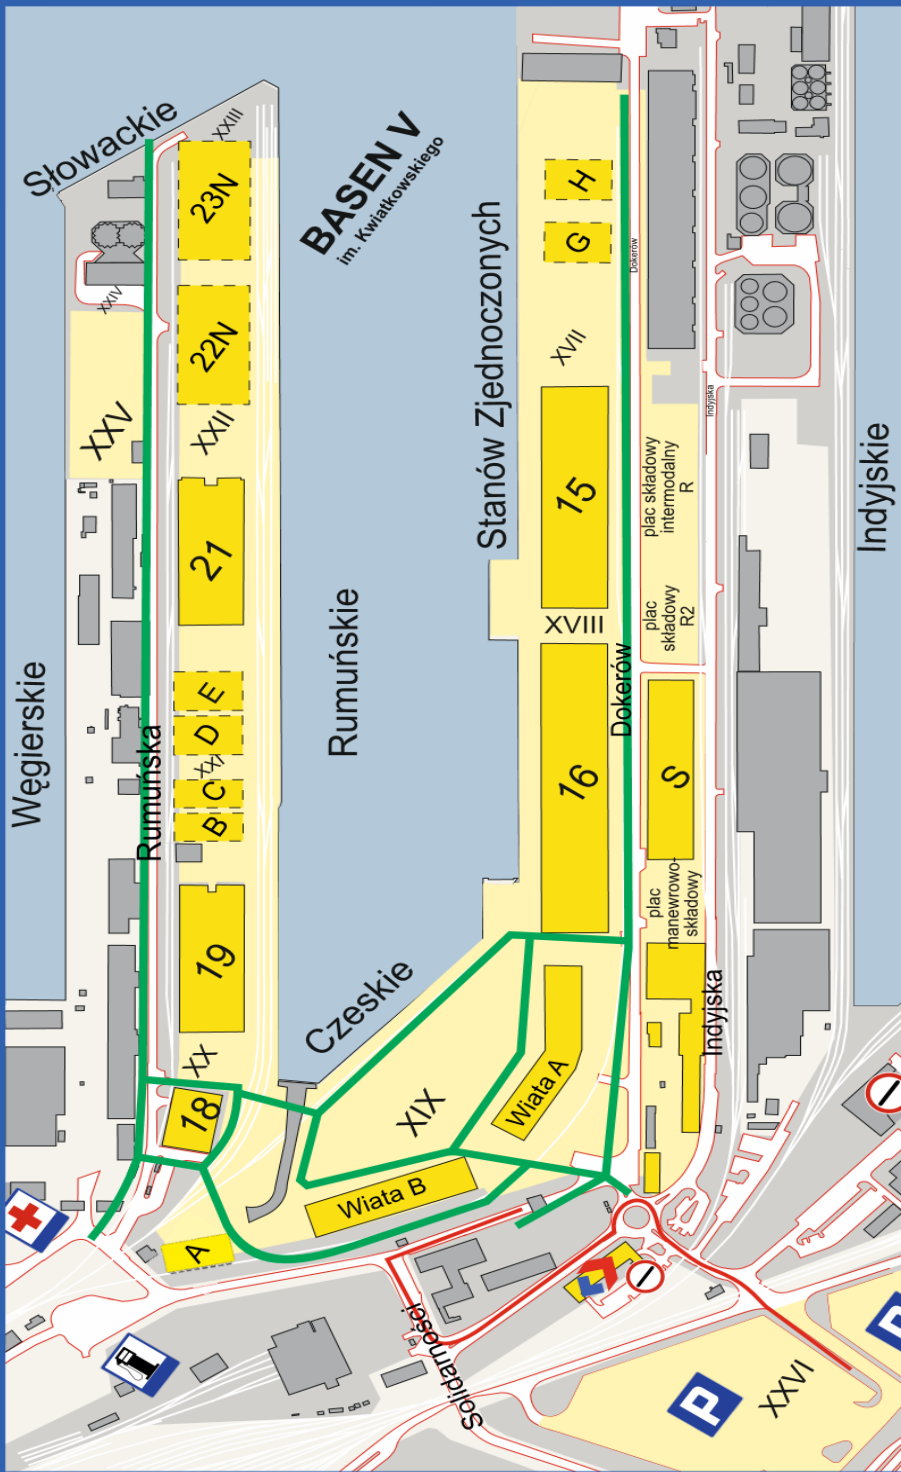 Słowackie
XXIII
23N
BASEN V
im. Kwiatkowskiego
H
G
Dokerów
XXIV
22N
XVII
XXV
XXII
Stanów Zjednoczonych
15
Indyjska
plac składowy
intermodalny
R
Indyjskie
21
Rumuńskie
XVIII
plac
składowy
R2
Węgierskie
E
D
XXI
C
B
Rumuńska
Dokerów
16
S
plac
manewrowo-
składowy
19
Czeskie
Indyjska
XX
18
XIX
Wiata A
Wiata B
A
Solidarności
P
XXVI
P